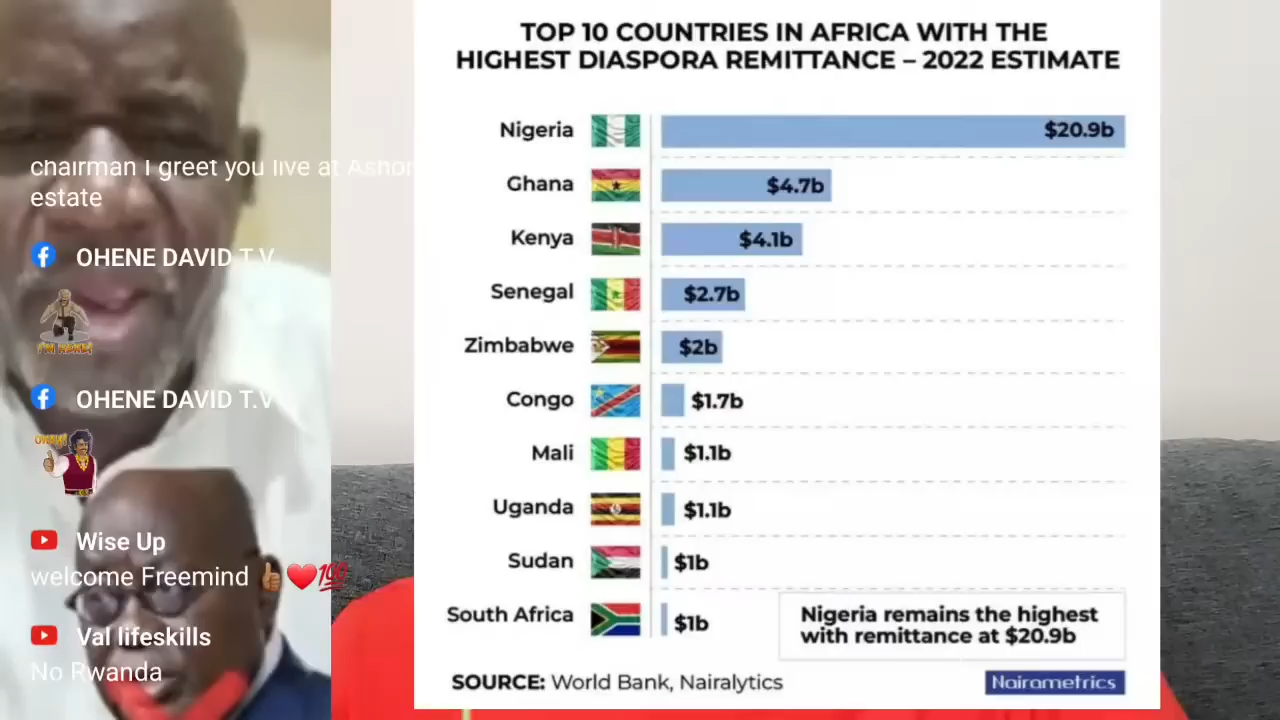 TOP 10 COUNTRIES IN AFRICA WITH THE
HIGHEST DIASPORA REMITTANCE – 2022 ESTIMATE
Nigeria $20.9b
Ghana $4.7b
Kenya $4.1b
Senegal $2.7b
Zimbabwe $2b
Congo $1.7b
Mali $1.1b
Uganda $1.1b
Sudan $1b
South Africa $1b
Nigeria remains the highest
with remittance at $20.9b
SOURCE: World Bank, Nairalytics
Nairametrics
chairman I greet you live at
estate
OHENE DAVID T.V
OHENE DAVID T.V
Wise Up
welcome Freemind 👍❤️💯
Val lifeskills
No Rwanda